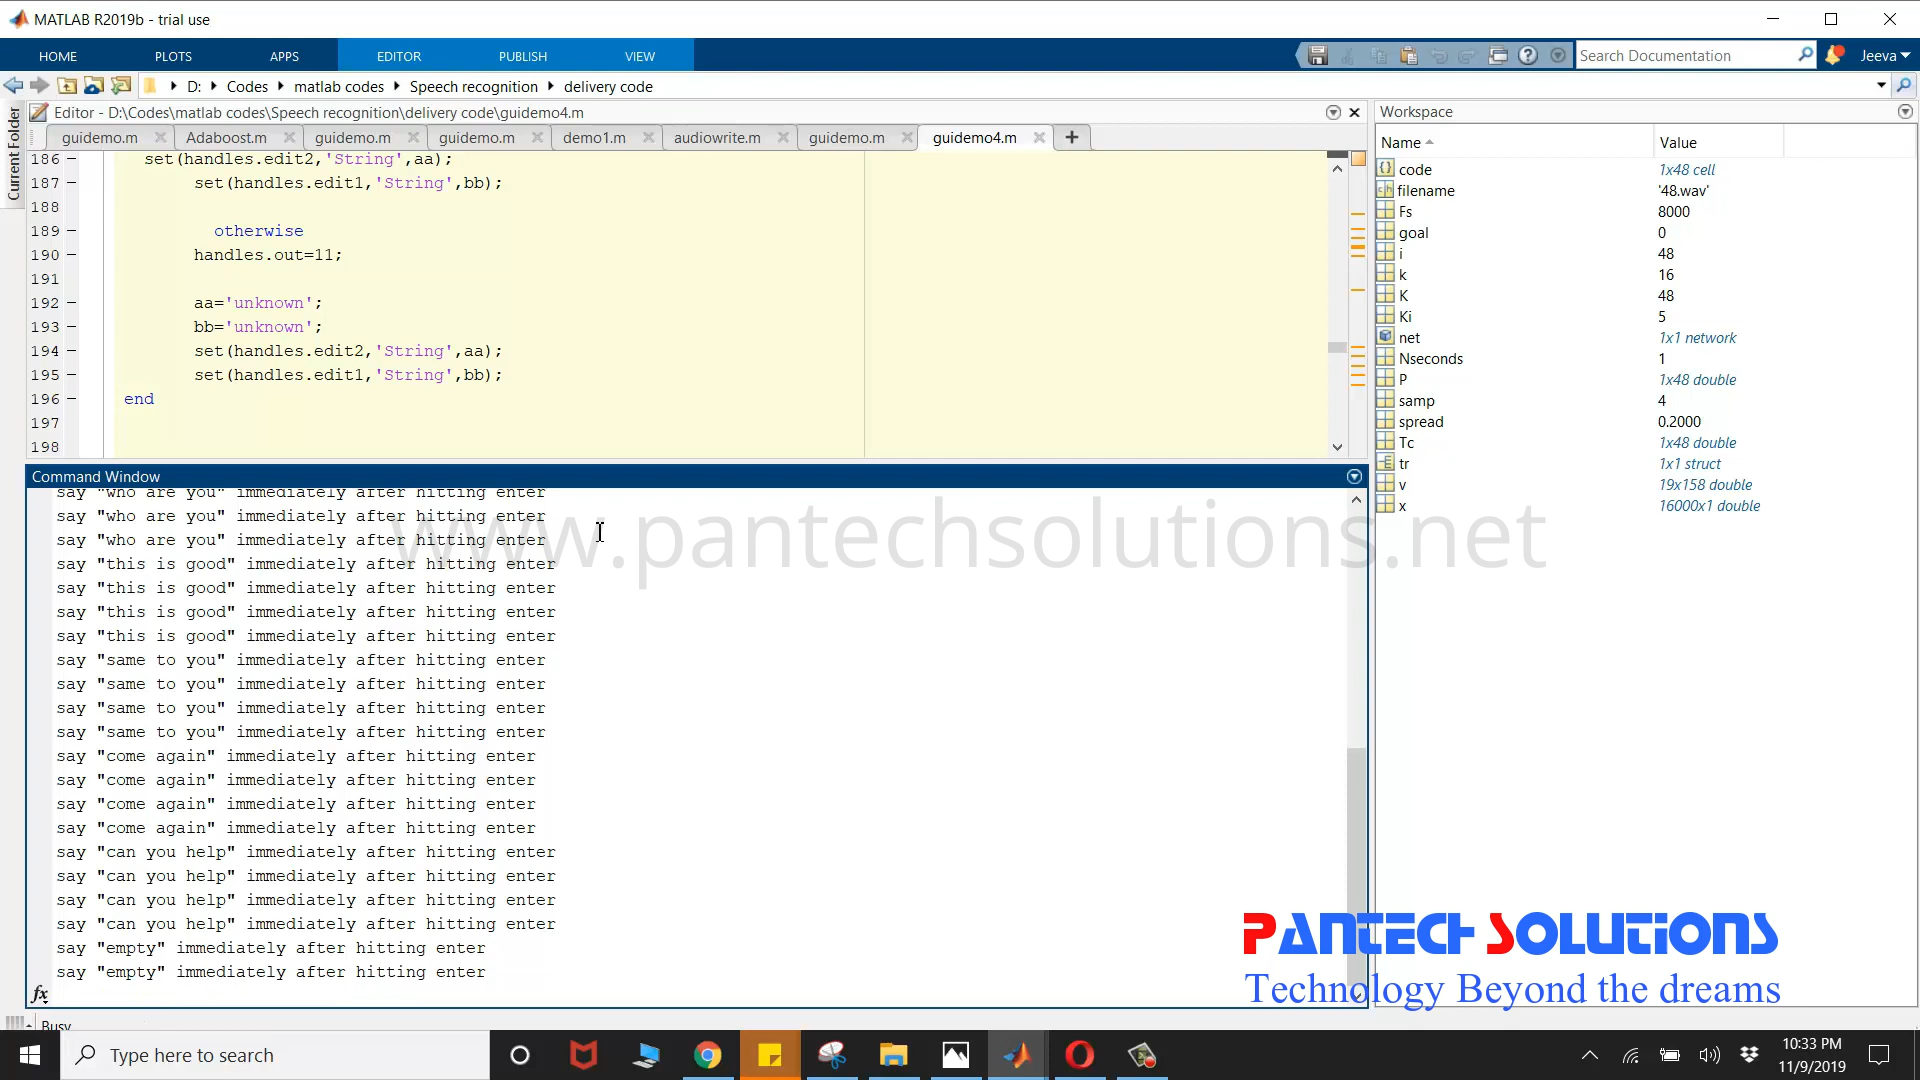 MATLAB R2019b - trial use
HOME PLOTS APPS EDITOR PUBLISH VIEW Search Documentation Jeeva
D: Codes matlab codes Speech recognition delivery code
Current Folder
Editor - D:\Codes\matlab codes\Speech recognition\delivery code\guidemo4.m
guidemo.m Adaboost.m guidemo.m guidemo.m demo1.m audiowrite.m guidemo.m guidemo4.m
186 set(handles.edit2,'String',aa);
187 set(handles.edit1,'String',bb);
188
189 otherwise
190 handles.out=11;
191
192 aa='unknown';
193 bb='unknown';
194 set(handles.edit2,'String',aa);
195 set(handles.edit1,'String',bb);
196 end
197
198
Command Window
say "who are you" immediately after hitting enter
say "who are you" immediately after hitting enter
say "who are you" immediately after hitting enter
say "this is good" immediately after hitting enter
say "this is good" immediately after hitting enter
say "this is good" immediately after hitting enter
say "this is good" immediately after hitting enter
say "same to you" immediately after hitting enter
say "same to you" immediately after hitting enter
say "same to you" immediately after hitting enter
say "same to you" immediately after hitting enter
say "come again" immediately after hitting enter
say "come again" immediately after hitting enter
say "come again" immediately after hitting enter
say "come again" immediately after hitting enter
say "can you help" immediately after hitting enter
say "can you help" immediately after hitting enter
say "can you help" immediately after hitting enter
say "can you help" immediately after hitting enter
say "empty" immediately after hitting enter
say "empty" immediately after hitting enter
fx
Busy
Workspace
Name Value
code 1x48 cell
filename '48.wav'
Fs 8000
goal 0
i 48
k 16
K 48
Ki 5
net 1x1 network
Nseconds 1
P 1x48 double
samp 4
spread 0.2000
Tc 1x48 double
tr 1x1 struct
v 19x158 double
x 16000x1 double
www.pantechsolutions.net
PANTECH SOLUTIONS
Technology Beyond the dreams
Type here to search
10:33 PM
11/9/2019